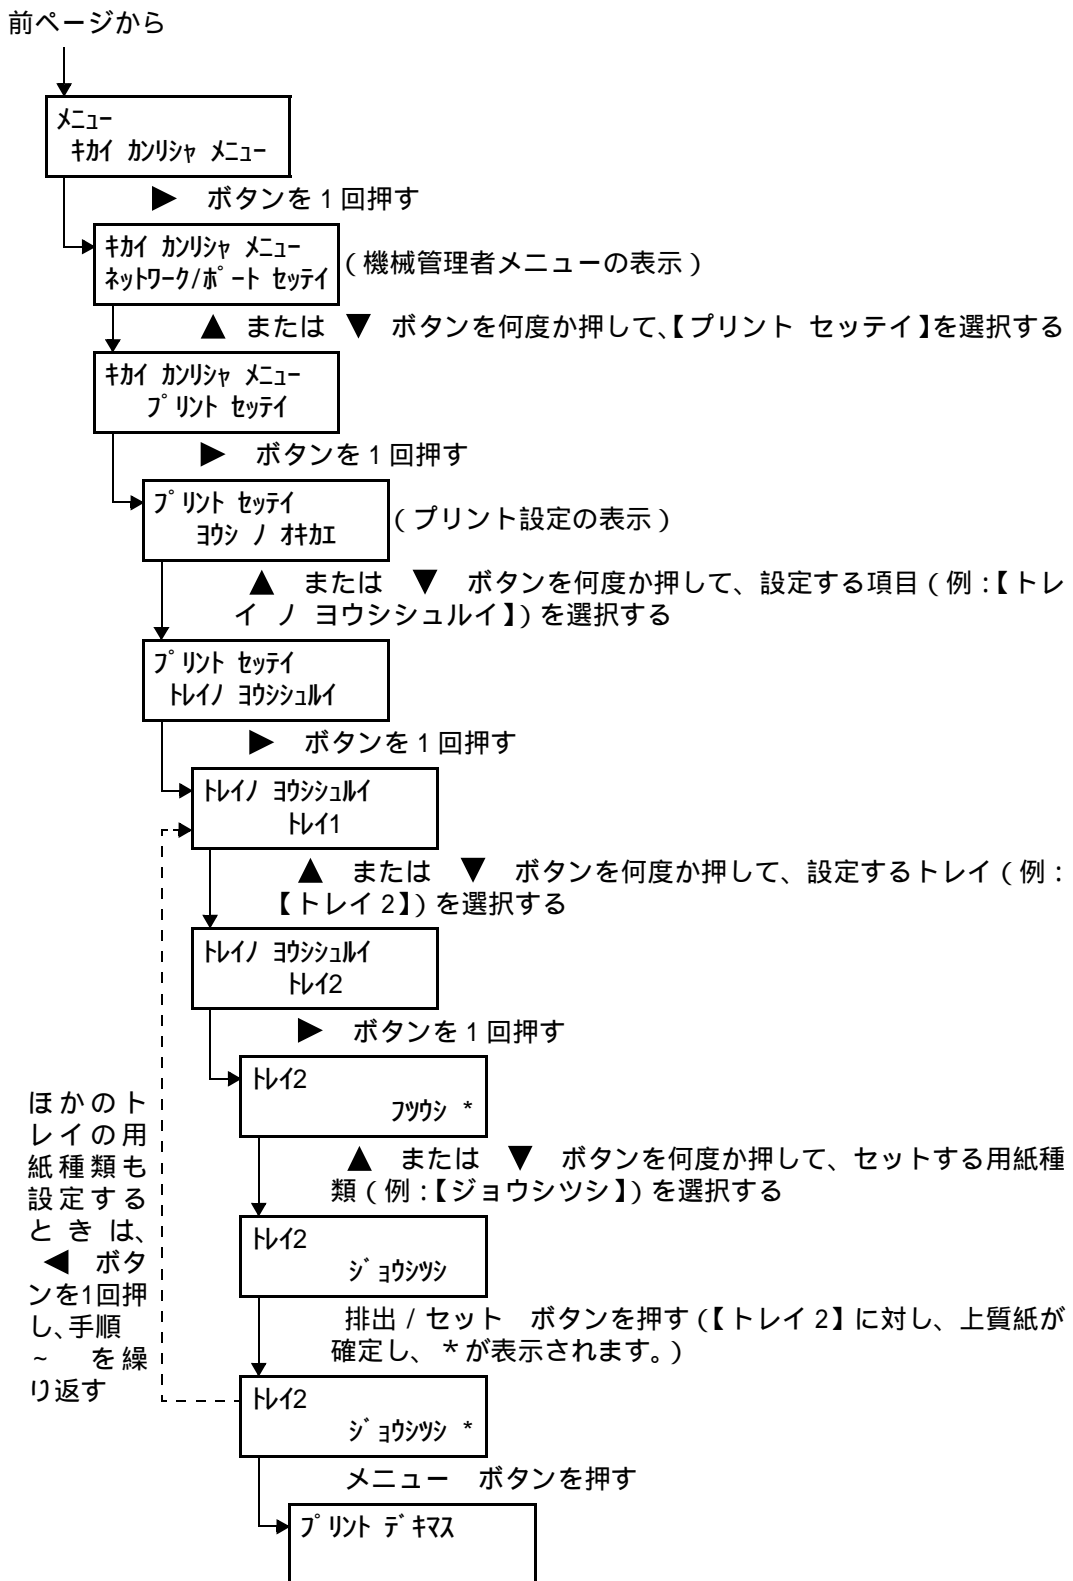 前ページから
ﾒﾆｭｰ
ｷｶｲ ｶﾝﾘｼｬ ﾒﾆｭｰ
▶ ボタンを1回押す
ｷｶｲ ｶﾝﾘｼｬ ﾒﾆｭｰ
ﾈｯﾄﾜｰｸ/ﾎﾟｰﾄ ｾｯﾃｲ
（機械管理者メニューの表示）
▲ または ▼ ボタンを何度か押して、【プリント セッテイ】を選択する
ｷｶｲ ｶﾝﾘｼｬ ﾒﾆｭｰ
ﾌﾟﾘﾝﾄ ｾｯﾃｲ
▶ ボタンを1回押す
ﾌﾟﾘﾝﾄ ｾｯﾃｲ
ﾖｳｼ ﾉ ｵｷｶｴ
（プリント設定の表示）
▲ または ▼ ボタンを何度か押して、設定する項目（例：【トレ
イ ノ ヨウシシュルイ】）を選択する
ﾌﾟﾘﾝﾄ ｾｯﾃｲ
ﾄﾚｲﾉ ﾖｳｼｼｭﾙｲ
▶ ボタンを1回押す
ﾄﾚｲﾉ ﾖｳｼｼｭﾙｲ
ﾄﾚｲ1
▲ または ▼ ボタンを何度か押して、設定するトレイ（例：
【トレイ2】）を選択する
ﾄﾚｲﾉ ﾖｳｼｼｭﾙｲ
ﾄﾚｲ2
▶ ボタンを1回押す
ﾄﾚｲ2
ﾌﾂｳｼ *
▲ または ▼ ボタンを何度か押して、セットする用紙種
類（例：【ジョウシツシ】）を選択する
ﾄﾚｲ2
ｼﾞｮｳｼﾂｼ
排出/セット ボタンを押す（【トレイ2】に対し、上質紙が
確定し、*が表示されます。）
ﾄﾚｲ2
ｼﾞｮｳｼﾂｼ *
ほかのト
レイの用
紙種類も
設定する
ときは、
◀ ボタ
ンを1回押
し、手順
~ を繰
り返す
メニュー ボタンを押す
ﾌﾟﾘﾝﾄ ﾃﾞｷﾏｽ